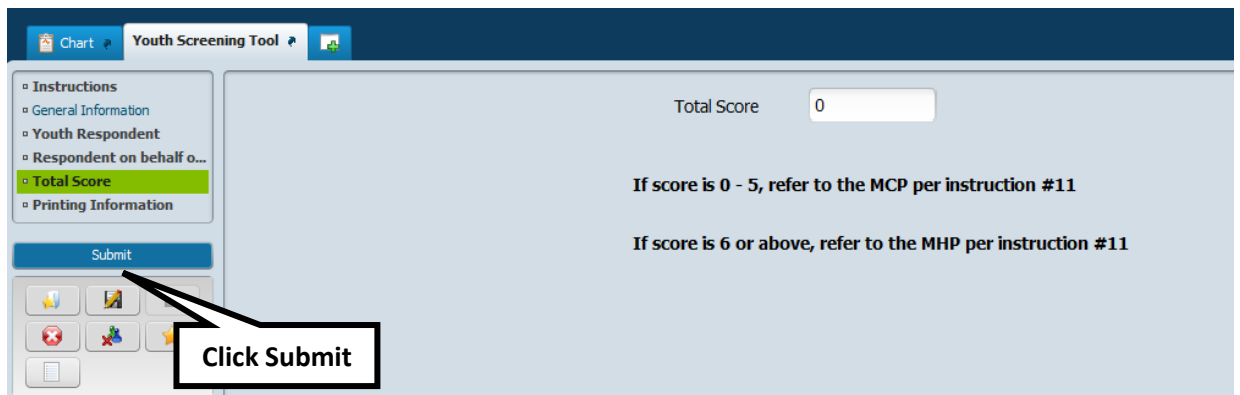 Chart
Youth Screening Tool
Instructions
General Information
Youth Respondent
Respondent on behalf o...
Total Score
Printing Information
Submit
Total Score 0
If score is 0 - 5, refer to the MCP per instruction #11
If score is 6 or above, refer to the MHP per instruction #11
Click Submit